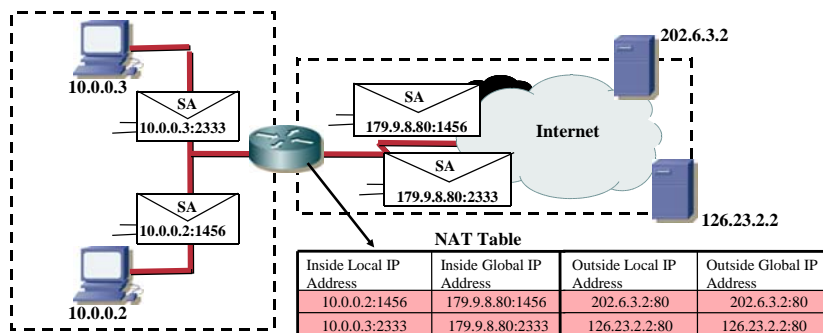 202.6.3.2
10.0.0.3
SA
10.0.0.3:2333
SA
179.9.8.80:1456
Internet
SA
179.9.8.80:2333
SA
10.0.0.2:1456
126.23.2.2
10.0.0.2
NAT Table
Inside Local IP Address
Inside Global IP Address
Outside Local IP Address
Outside Global IP Address
10.0.0.2:1456 179.9.8.80:1456 202.6.3.2:80 202.6.3.2:80
10.0.0.3:2333 179.9.8.80:2333 126.23.2.2:80 126.23.2.2:80